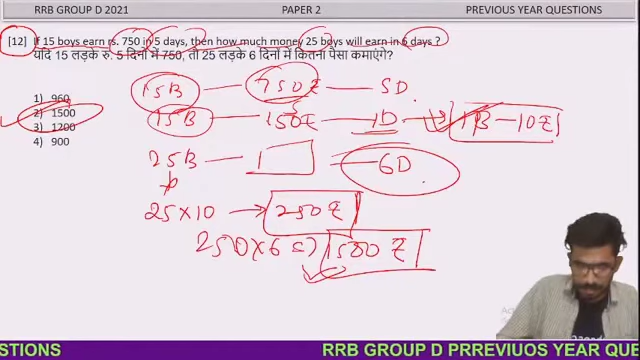 RRB GROUP D 2021 PAPER 2 PREVIOUS YEAR QUESTIONS
[12] If 15 boys earn rs. 750 in 5 days, then how much money 25 boys will earn in 6 days ?
यदि 15 लड़के रु. 5 दिनों में 750, तो 25 लड़के 6 दिनों में कितना पैसा कमाएंगे?
1) 960
2) 1500
3) 1200
4) 900
15B — 750₹ — 5D
15B — 150₹ — 1D 1B — 10₹
25B — — 6D
25×10 → 250₹
250×6 1500₹
STIONS RRB GROUP D PRREVIUOS YEAR QUE